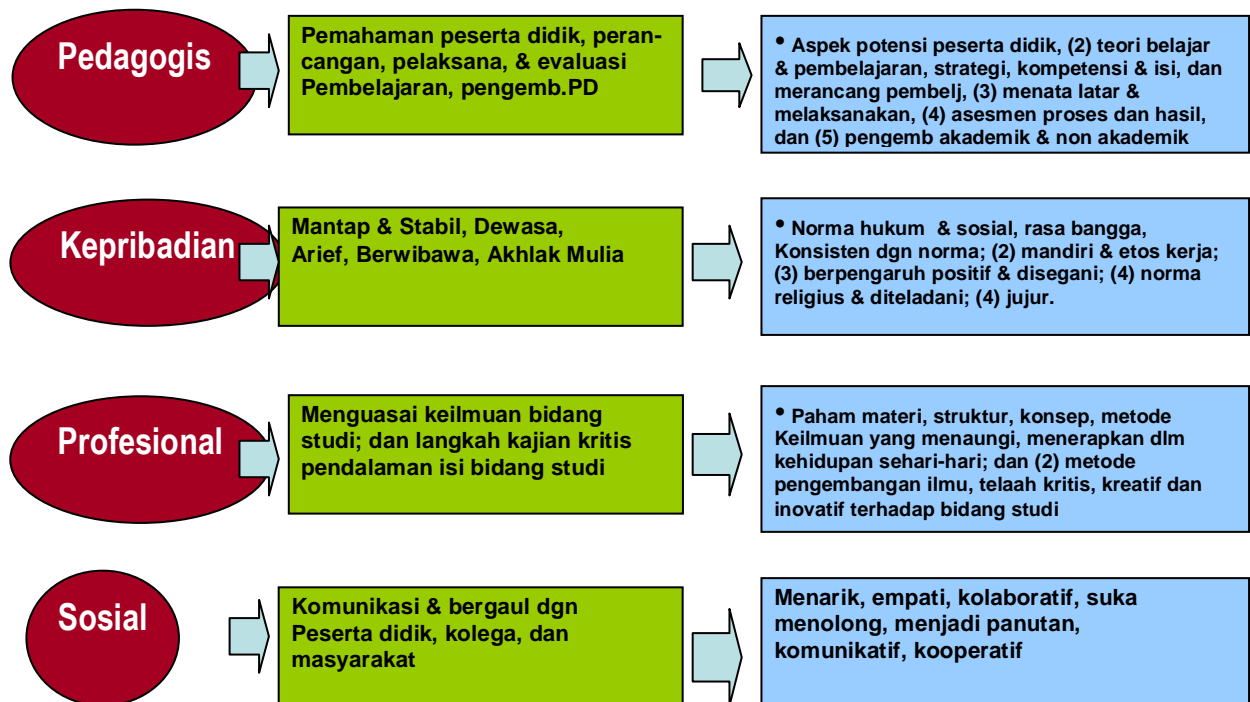 Pedagogis
Pemahaman peserta didik, peran-
cangan, pelaksana, & evaluasi
Pembelajaran, pengemb.PD
• Aspek potensi peserta didik, (2) teori belajar
& pembelajaran, strategi, kompetensi & isi, dan
merancang pembelj, (3) menata latar &
melaksanakan, (4) asesmen proses dan hasil,
dan (5) pengemb akademik & non akademik
Kepribadian
Mantap & Stabil, Dewasa,
Arief, Berwibawa, Akhlak Mulia
• Norma hukum & sosial, rasa bangga,
Konsisten dgn norma; (2) mandiri & etos kerja;
(3) berpengaruh positif & disegani; (4) norma
religius & diteladani; (4) jujur.
Profesional
Menguasai keilmuan bidang
studi; dan langkah kajian kritis
pendalaman isi bidang studi
• Paham materi, struktur, konsep, metode
Keilmuan yang menaungi, menerapkan dlm
kehidupan sehari-hari; dan (2) metode
pengembangan ilmu, telaah kritis, kreatif dan
inovatif terhadap bidang studi
Sosial
Komunikasi & bergaul dgn
Peserta didik, kolega, dan
masyarakat
Menarik, empati, kolaboratif, suka
menolong, menjadi panutan,
komunikatif, kooperatif